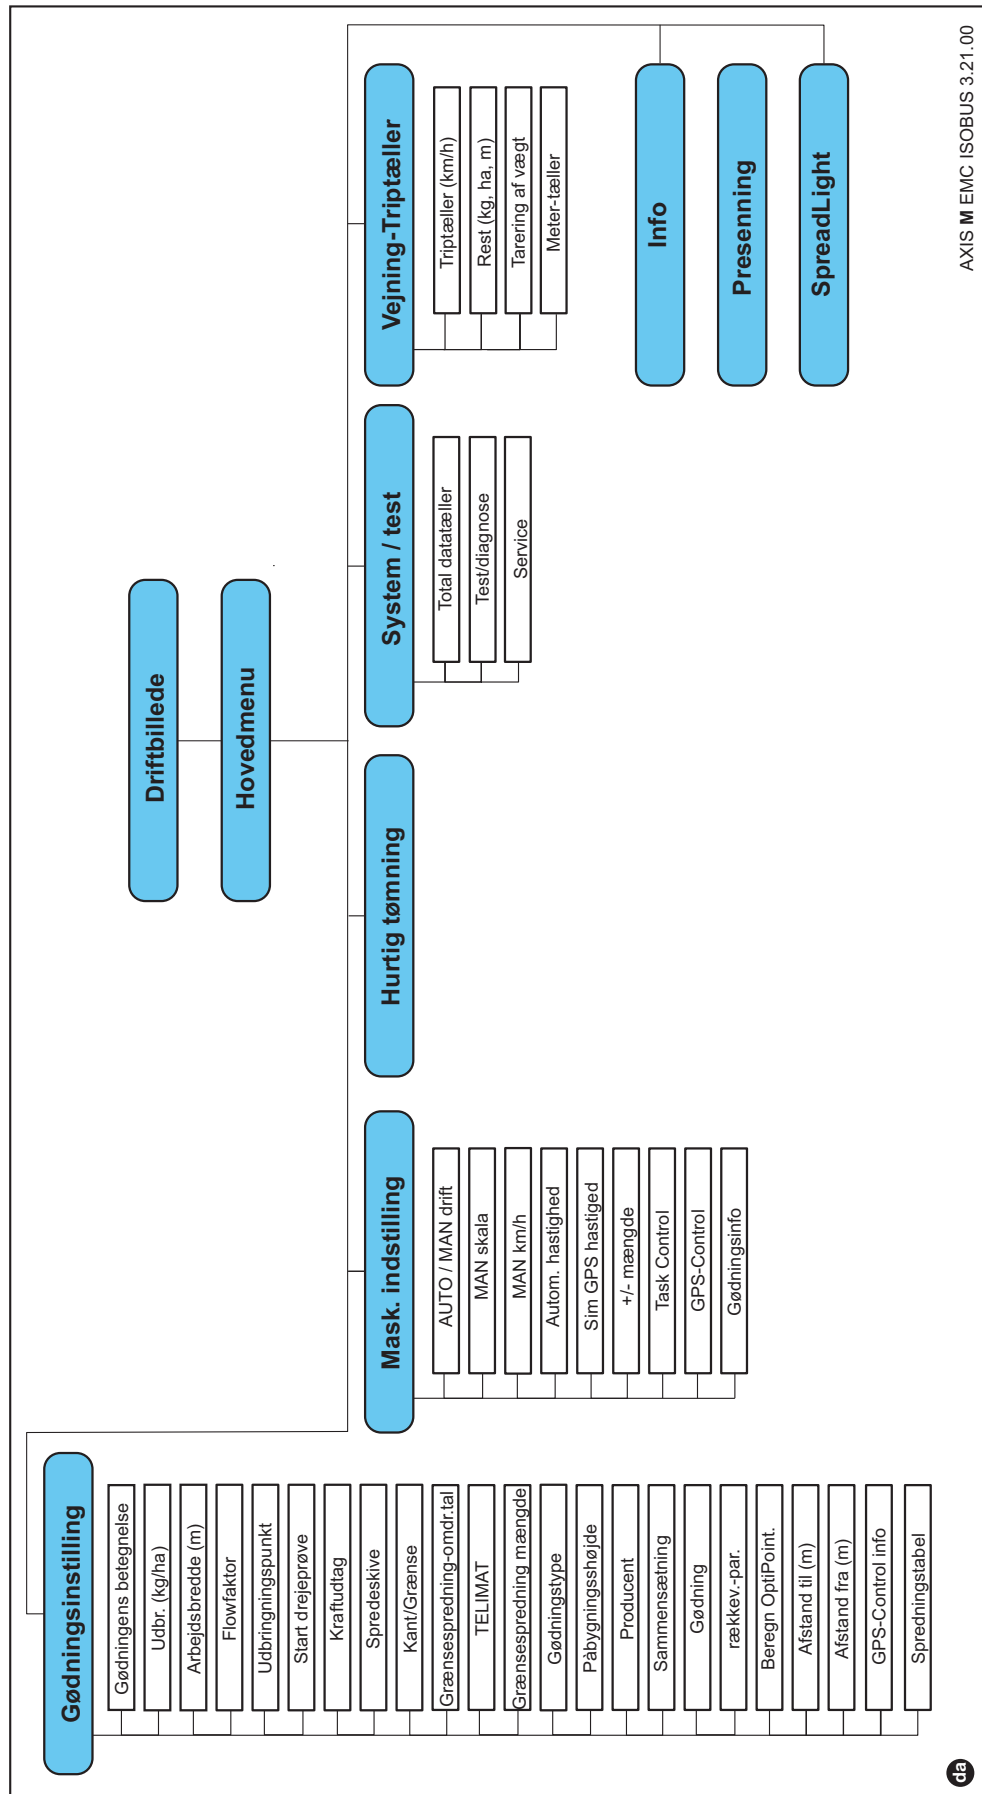 Driftbillede
Hovedmenu
Gødningsinstilling
Gødningens betegnelse
Udbr. (kg/ha)
Arbejdsbredde (m)
Flowfaktor
Udbringningspunkt
Start drejeprøve
Kraftudtag
Spredeskive
Kant/Grænse
Grænsespredning-omdr.tal
TELIMAT
Grænsespredning mængde
Gødningstype
Påbygningsshøjde
Producent
Sammensætning
Gødning
rækkev.-par.
Beregn OptiPoint.
Afstand til (m)
Afstand fra (m)
GPS-Control info
Spredningstabel
Mask. indstilling
AUTO / MAN drift
MAN skala
MAN km/h
Autom. hastighed
Sim GPS hastiged
+/- mængde
Task Control
GPS-Control
Gødningsinfo
Hurtig tømning
System / test
Total datatæller
Test/diagnose
Service
Vejning-Triptæller
Triptæller (km/h)
Rest (kg, ha, m)
Tarering af vægt
Meter-tæller
Info
Presenning
SpreadLight
da
AXIS M EMC ISOBUS 3.21.00